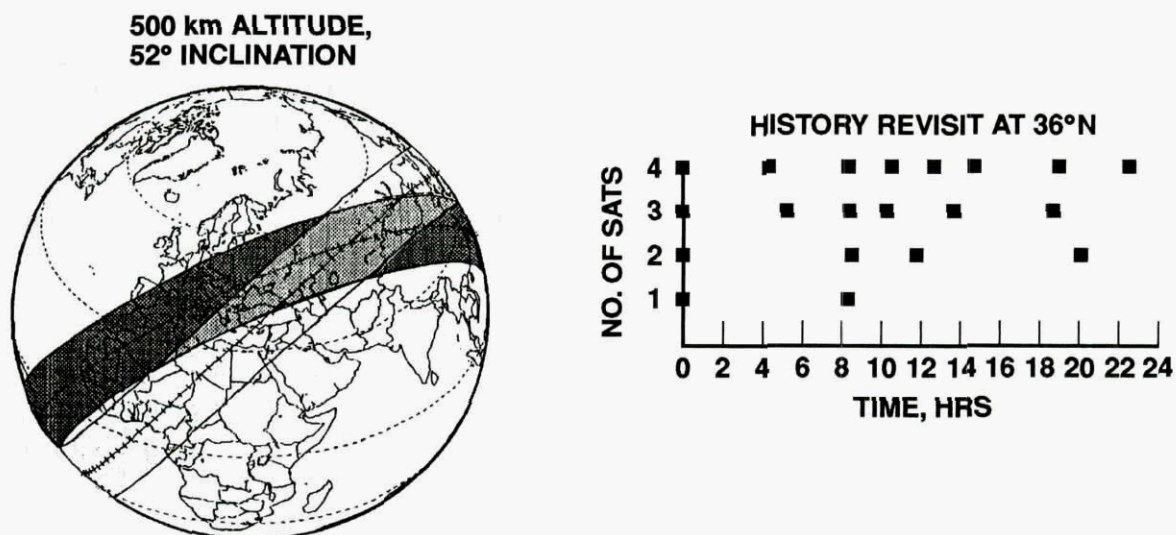 500 km ALTITUDE,
52° INCLINATION
HISTORY REVISIT AT 36°N
NO. OF SATS
4
3
2
1
0 2 4 6 8 10 12 14 16 18 20 22 24
TIME, HRS